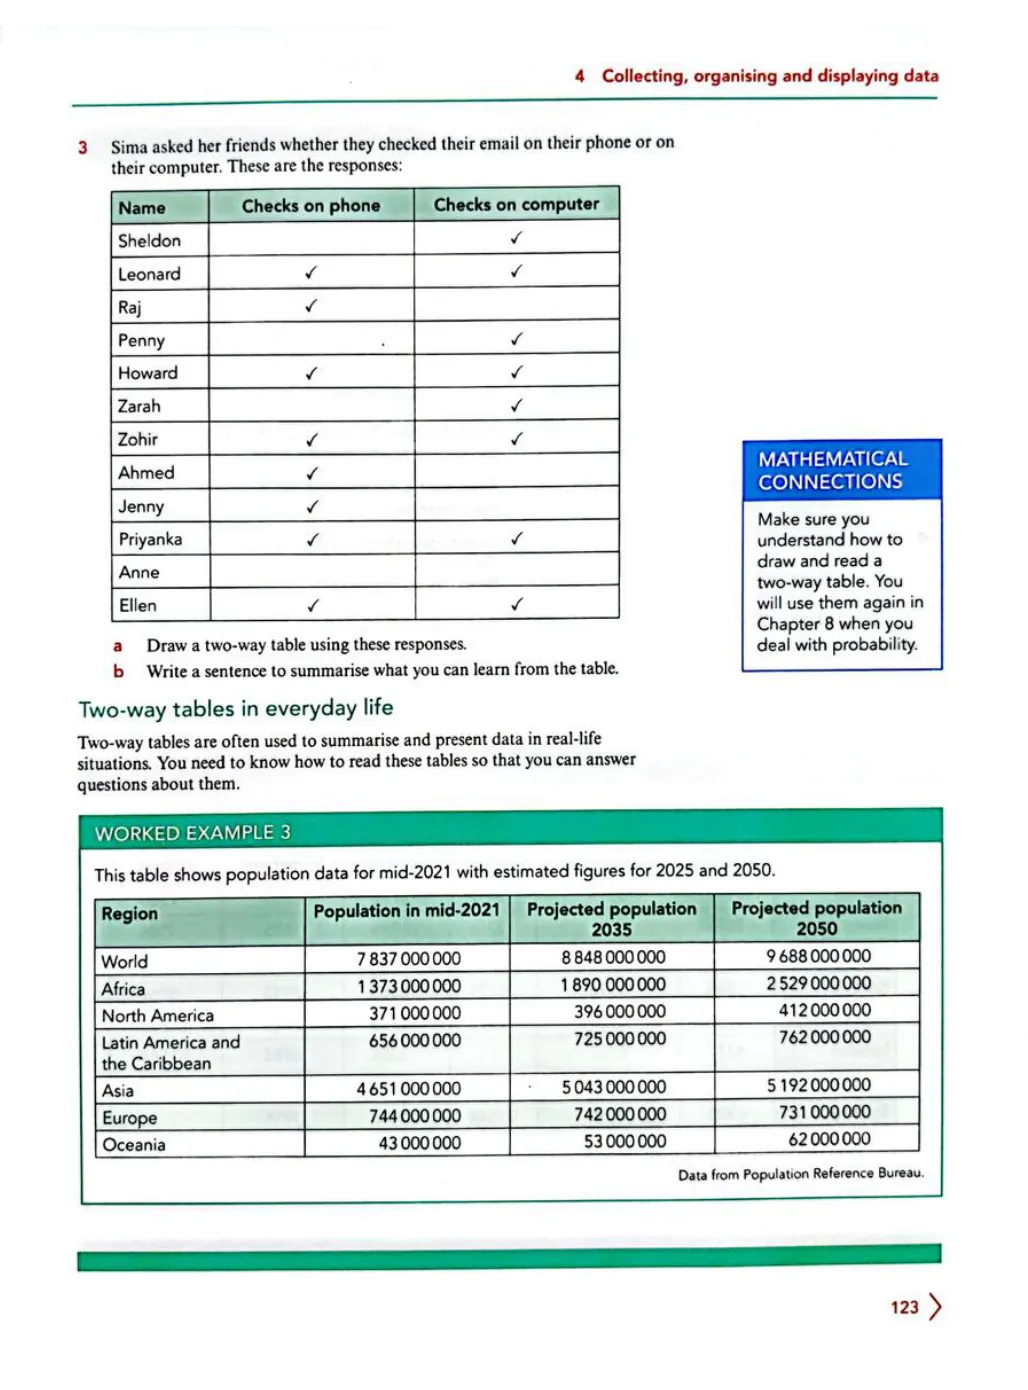 4 Collecting, organising and displaying data
3 Sima asked her friends whether they checked their email on their phone or on
their computer. These are the responses:
Name Checks on phone Checks on computer
Sheldon ✓
Leonard ✓ ✓
Raj ✓
Penny ✓
Howard ✓ ✓
Zarah ✓
Zohir ✓ ✓
Ahmed ✓
Jenny ✓
Priyanka ✓ ✓
Anne
Ellen ✓ ✓
a Draw a two-way table using these responses.
b Write a sentence to summarise what you can learn from the table.
MATHEMATICAL
CONNECTIONS
Make sure you
understand how to
draw and read a
two-way table. You
will use them again in
Chapter 8 when you
deal with probability.
Two-way tables in everyday life
Two-way tables are often used to summarise and present data in real-life
situations. You need to know how to read these tables so that you can answer
questions about them.
WORKED EXAMPLE 3
This table shows population data for mid-2021 with estimated figures for 2025 and 2050.
Region Population in mid-2021 Projected population 2035 Projected population 2050
World 7 837 000 000 8 848 000 000 9 688 000 000
Africa 1 373 000 000 1 890 000 000 2 529 000 000
North America 371 000 000 396 000 000 412 000 000
Latin America and 656 000 000 725 000 000 762 000 000
the Caribbean
Asia 4 651 000 000 5 043 000 000 5 192 000 000
Europe 744 000 000 742 000 000 731 000 000
Oceania 43 000 000 53 000 000 62 000 000
Data from Population Reference Bureau.
123